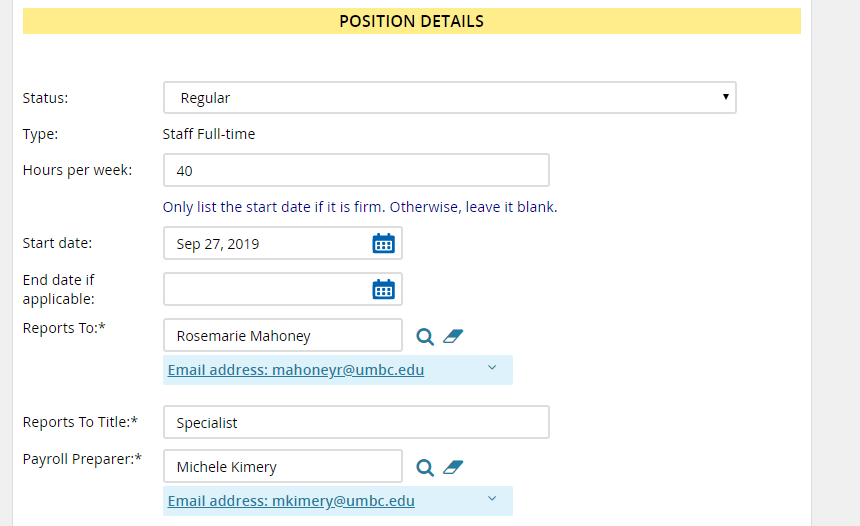 POSITION DETAILS
Status: Regular
Type: Staff Full-time
Hours per week: 40
Only list the start date if it is firm. Otherwise, leave it blank.
Start date: Sep 27, 2019
End date if
applicable:
Reports To:* Rosemarie Mahoney
Email address: mahoneyr@umbc.edu
Reports To Title:* Specialist
Payroll Preparer:* Michele Kimery
Email address: mkimery@umbc.edu